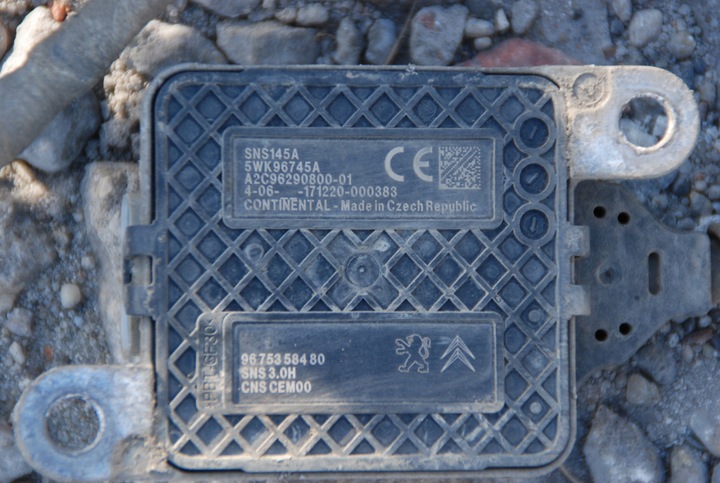 SNS145A
5WK96745A
A2C96290800-01
4-06- -171220-000383
CONTINENTAL - Made in Czech Republic
CE
96 753 584 80
SNS 3.0H
CNS CEM00